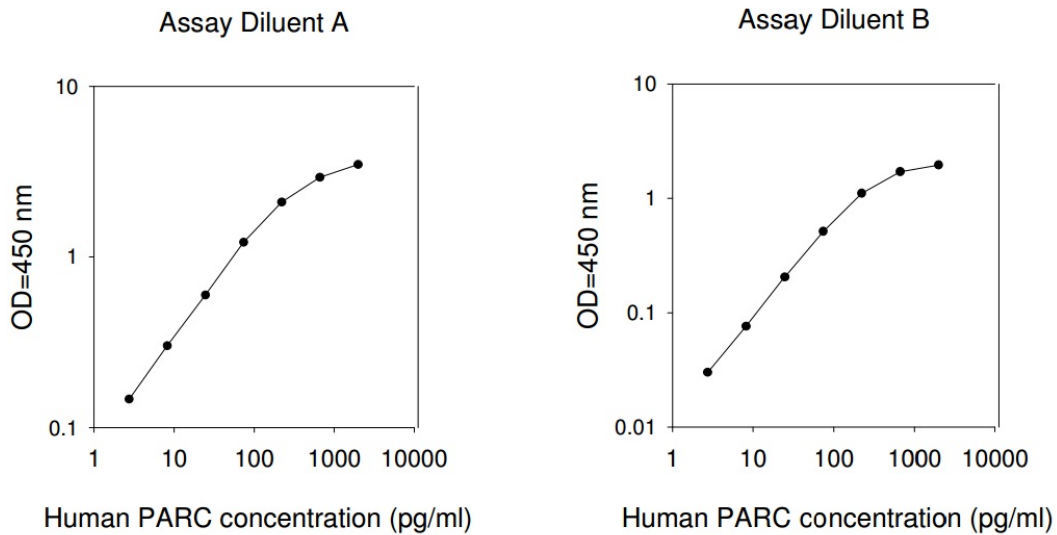 Assay Diluent A
10
1
0.1
OD=450 nm
1 10 100 1000 10000
Human PARC concentration (pg/ml)
Assay Diluent B
10
1
0.1
0.01
OD=450 nm
1 10 100 1000 10000
Human PARC concentration (pg/ml)